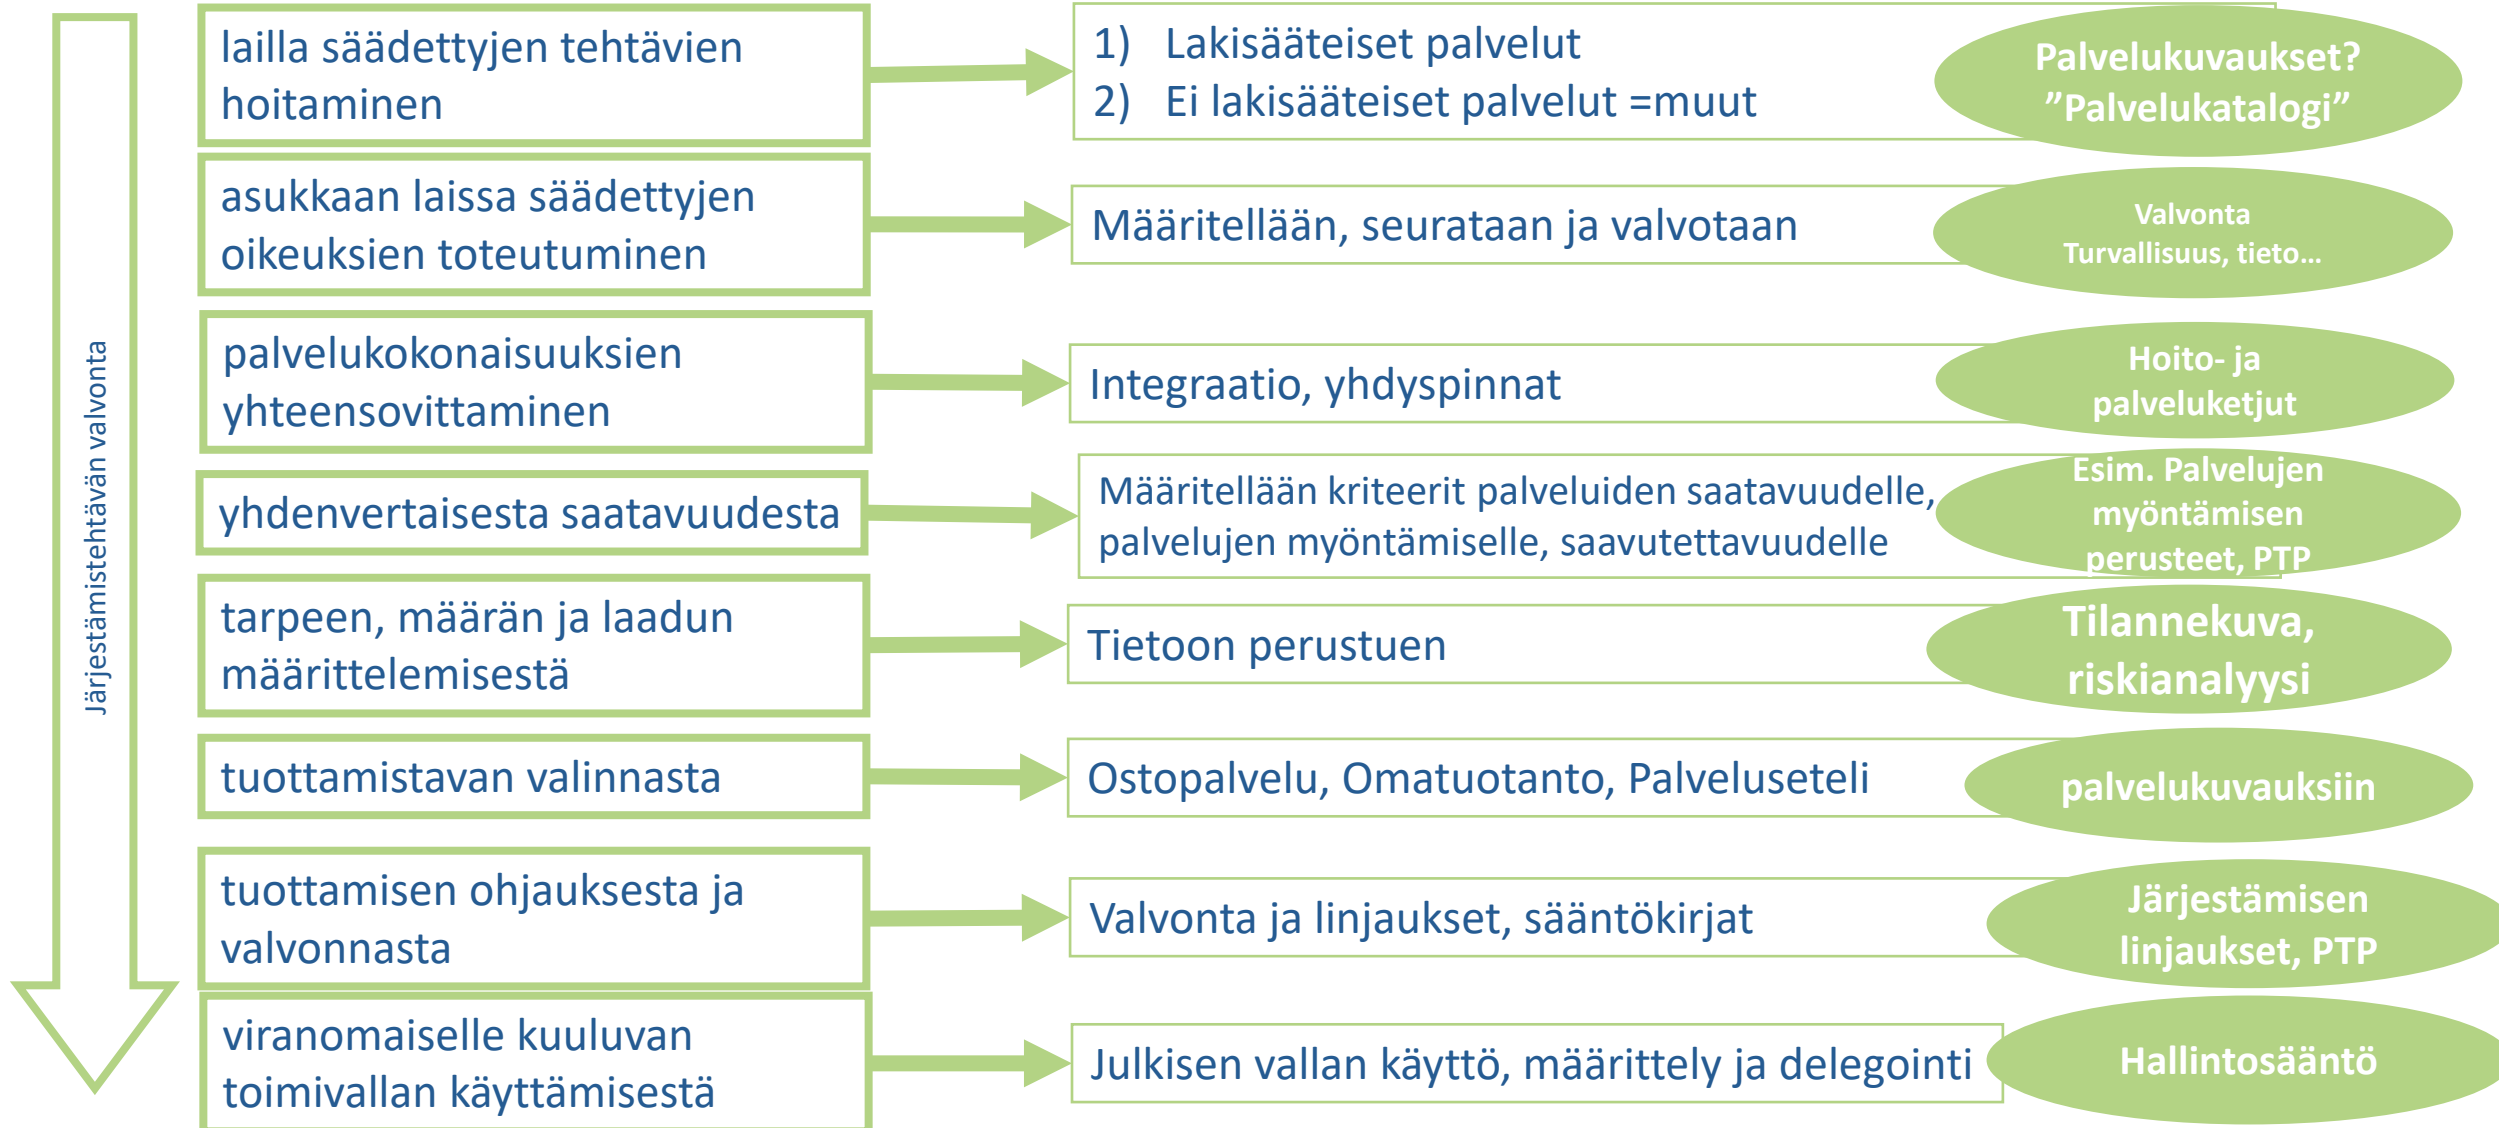 Järjestämistehtävän valvonta
lailla säädettyjen tehtävien
hoitaminen
1) Lakisääteiset palvelut
2) Ei lakisääteiset palvelut =muut
Palvelukuvaukset?
”Palvelukatalogi”
asukkaan laissa säädettyjen
oikeuksien toteutuminen
Määritellään, seurataan ja valvotaan
Valvonta
Turvallisuus, tieto…
palvelukokonaisuuksien
yhteensovittaminen
Integraatio, yhdyspinnat
Hoito- ja
palveluketjut
yhdenvertaisesta saatavuudesta
Määritellään kriteerit palveluiden saatavuudelle,
palvelujen myöntämiselle, saavutettavuudelle
Esim. Palvelujen
myöntämisen
perusteet, PTP
tarpeen, määrän ja laadun
määrittelemisestä
Tietoon perustuen
Tilannekuva,
riskianalyysi
tuottamistavan valinnasta
Ostopalvelu, Omatuotanto, Palveluseteli
palvelukuvauksiin
tuottamisen ohjauksesta ja
valvonnasta
Valvonta ja linjaukset, sääntökirjat
Järjestämisen
linjaukset, PTP
viranomaiselle kuuluvan
toimivallan käyttämisestä
Julkisen vallan käyttö, määrittely ja delegointi
Hallintosääntö